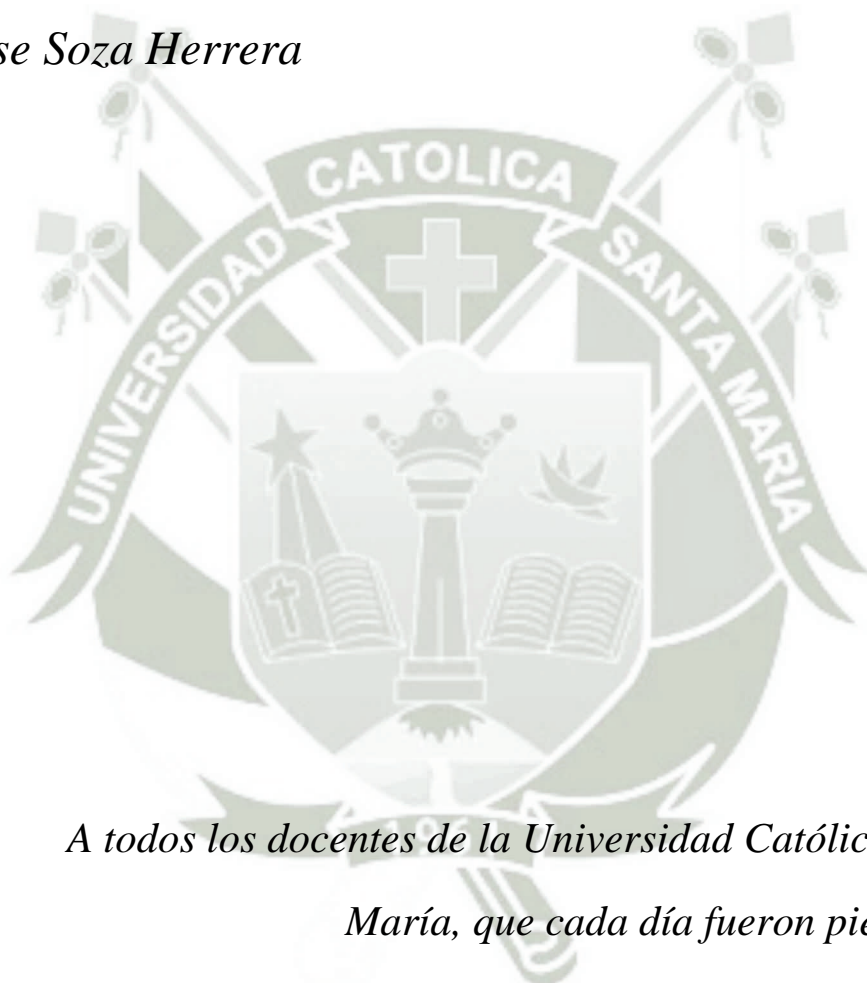 se Soza Herrera
CATOLICA
UNIVERSIDAD
SANTA MARIA
A todos los docentes de la Universidad Católic
María, que cada día fueron pie